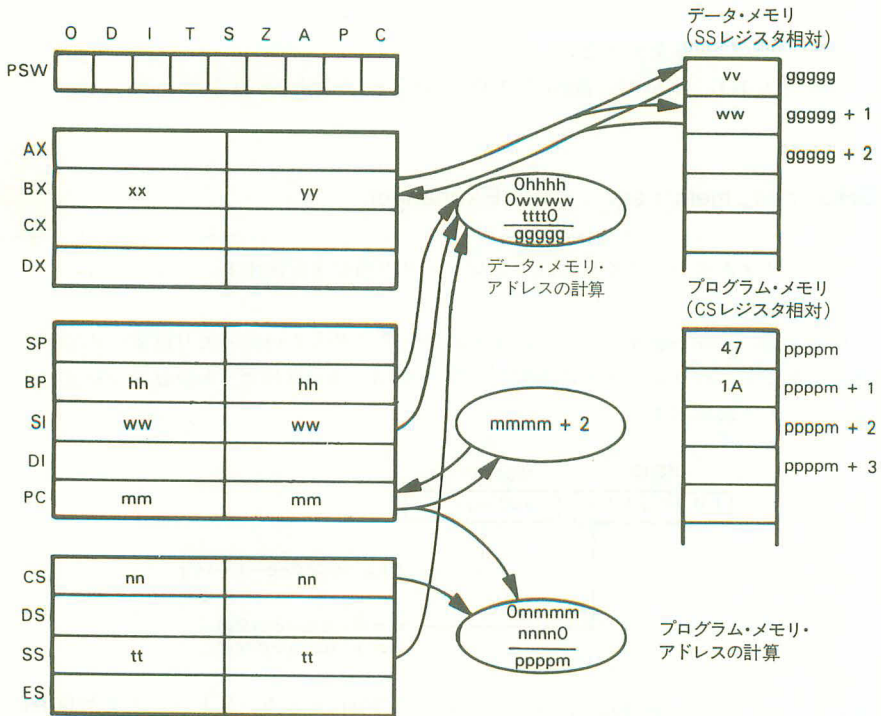 O D I T S Z A P C
PSW
データ・メモリ
(SSレジスタ相対)
vv ggggg
ww ggggg + 1
ggggg + 2
AX
BX xx yy
CX
DX
0hhhh
0wwww
tttt0
ggggg
データ・メモリ・
アドレスの計算
プログラム・メモリ
(CSレジスタ相対)
47 ppppm
1A ppppm + 1
ppppm + 2
ppppm + 3
SP
BP hh hh
SI ww ww
DI
PC mm mm
mmmm + 2
CS nn nn
DS
SS tt tt
ES
0mmmm
nnnn0
ppppm
プログラム・メモリ・
アドレスの計算